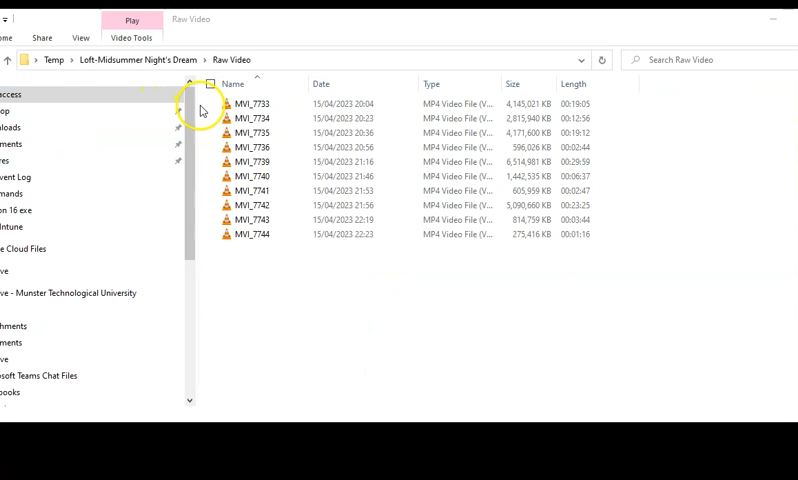 Play
Raw Video
ome Share View Video Tools
Temp > Loft-Midsummer Night's Dream > Raw Video
Search Raw Video
Name Date Type Size Length
access
op
nloads
ments
res
vent Log
mands
on 16 exe
Intune
e Cloud Files
ve
ve - Munster Technological University
hments
ments
ve
osoft Teams Chat Files
books
MVI_7733 15/04/2023 20:04 MP4 Video File (V... 4,145,021 KB 00:19:05
MVI_7734 15/04/2023 20:23 MP4 Video File (V... 2,815,940 KB 00:12:56
MVI_7735 15/04/2023 20:36 MP4 Video File (V... 4,171,600 KB 00:19:12
MVI_7736 15/04/2023 20:56 MP4 Video File (V... 596,026 KB 00:02:44
MVI_7739 15/04/2023 21:16 MP4 Video File (V... 6,514,981 KB 00:29:59
MVI_7740 15/04/2023 21:46 MP4 Video File (V... 1,442,535 KB 00:06:37
MVI_7741 15/04/2023 21:53 MP4 Video File (V... 605,959 KB 00:02:47
MVI_7742 15/04/2023 21:56 MP4 Video File (V... 5,090,660 KB 00:23:25
MVI_7743 15/04/2023 22:19 MP4 Video File (V... 814,759 KB 00:03:44
MVI_7744 15/04/2023 22:23 MP4 Video File (V... 275,416 KB 00:01:16